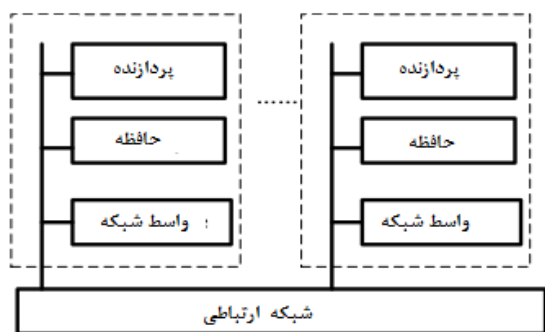 پردازنده
پردازنده
حافظه
حافظه
واسط شبکه
واسط شبکه
شبکه ارتباطی